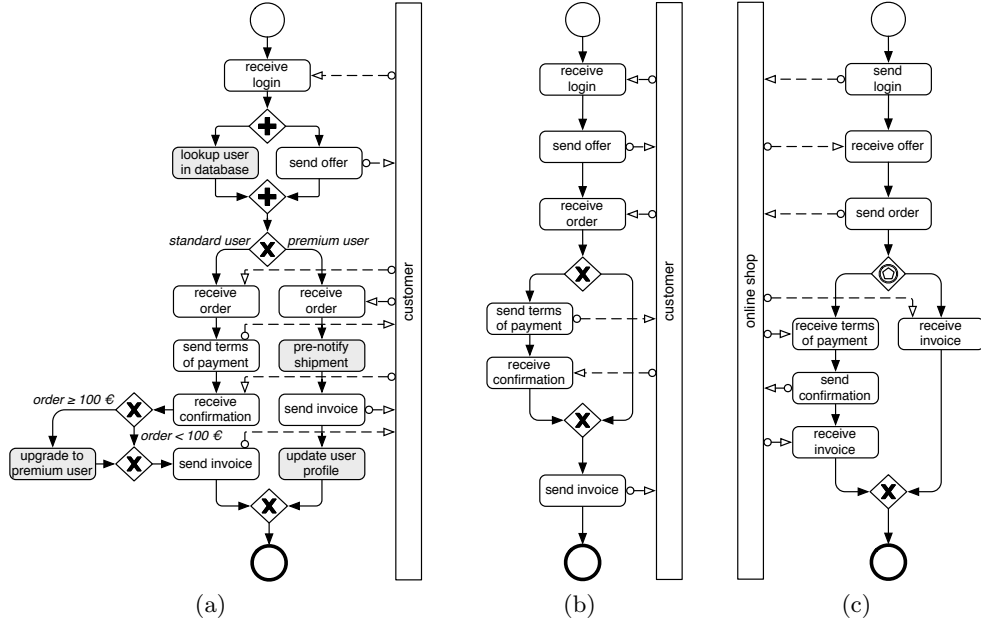 receive
login
lookup user
in database
send offer
standard user
premium user
receive
order
receive
order
send terms
of payment
pre-notify
shipment
order ≥ 100 €
receive
confirmation
send invoice
order < 100 €
upgrade to
premium user
send invoice
update user
profile
customer
(a)
receive
login
send offer
receive
order
send terms
of payment
receive
confirmation
send invoice
customer
(b)
online shop
send
login
receive offer
send order
receive terms
of payment
receive
invoice
send
confirmation
receive
invoice
(c)